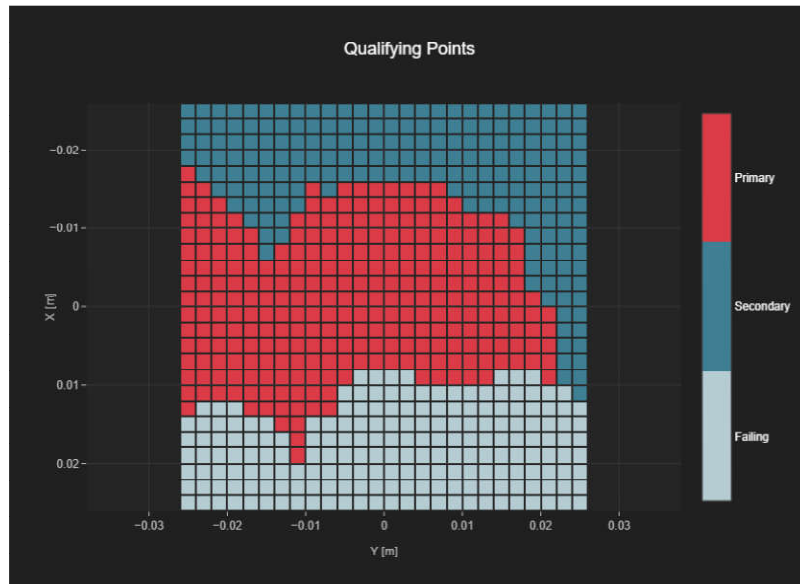 Qualifying Points
−0.02
−0.01
0
0.01
0.02
X [m]
−0.03
−0.02
−0.01
0
0.01
0.02
0.03
Y [m]
Primary
Secondary
Failing